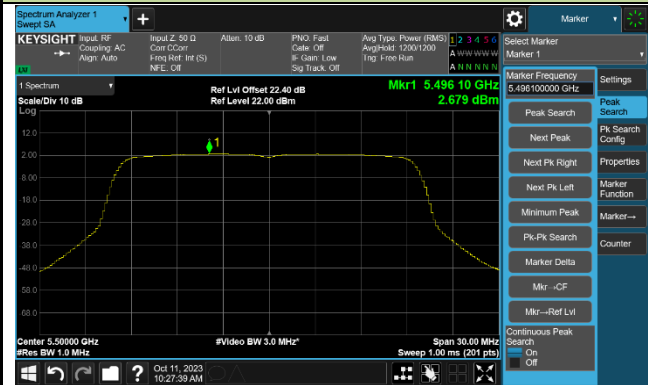 Spectrum Analyzer 1
Swept SA
Marker
KEYSIGHT
Input: RF
Coupling: AC
Align: Auto
Input Z: 50 Ω
Corr CCorr
Freq Ref: Int (S)
NFE: Off
Atten: 10 dB
PNO: Fast
Gate: Off
IF Gain: Low
Sig Track: Off
Avg Type: Power (RMS)
Avg|Hold: 1200/1200
Trig: Free Run
1 2 3 4 5 6
A W W W W W
A N N N N N
Select Marker
Marker 1
1 Spectrum
Scale/Div 10 dB
Log
Ref Lvl Offset 22.40 dB
Ref Level 22.00 dBm
Mkr1 5.496 10 GHz
2.679 dBm
12.0
2.00
-8.00
-18.0
-28.0
-38.0
-48.0
-58.0
-68.0
1
Center 5.50000 GHz
#Res BW 1.0 MHz
#Video BW 3.0 MHz*
Span 30.00 MHz
Sweep 1.00 ms (201 pts)
Marker Frequency
5.496100000 GHz
Peak Search
Next Peak
Next Pk Right
Next Pk Left
Minimum Peak
Pk-Pk Search
Marker Delta
Mkr→CF
Mkr→Ref Lvl
Continuous Peak
Search
On
Off
Settings
Peak
Search
Pk Search
Config
Properties
Marker
Function
Marker→
Counter
Oct 11, 2023
10:27:39 AM